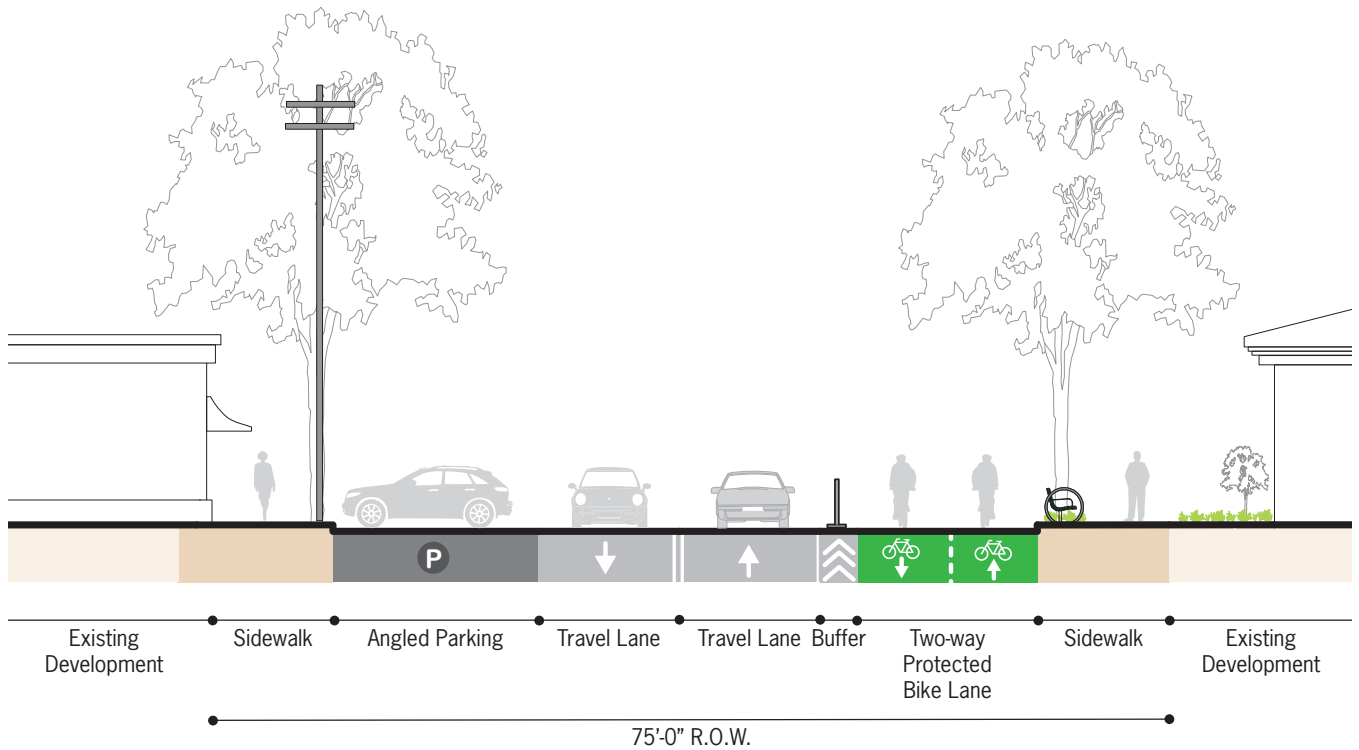 P
Existing
Development
Sidewalk
Angled Parking
Travel Lane
Travel Lane
Buffer
Two-way
Protected
Bike Lane
Sidewalk
Existing
Development
75'-0” R.O.W.